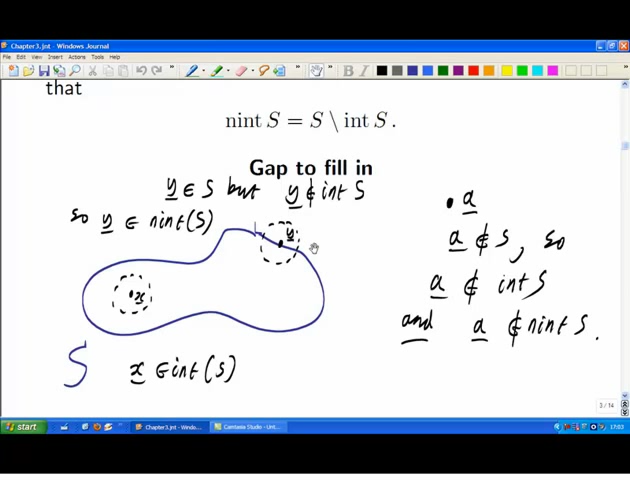 Chapter3.jnt - Windows Journal
File Edit View Insert Actions Tools Help
that
nint S = S \ int S .
Gap to fill in
y ∈ S but y ∉ int S
so y ∈ nint(S)
y
x
S
x ∈ int(S)
a
a ∉ S, so
a ∉ int S
and a ∉ nint S.
3 / 14
start
Chapter3.jnt - Windo...
Camtasia Studio - Unt...
17:03